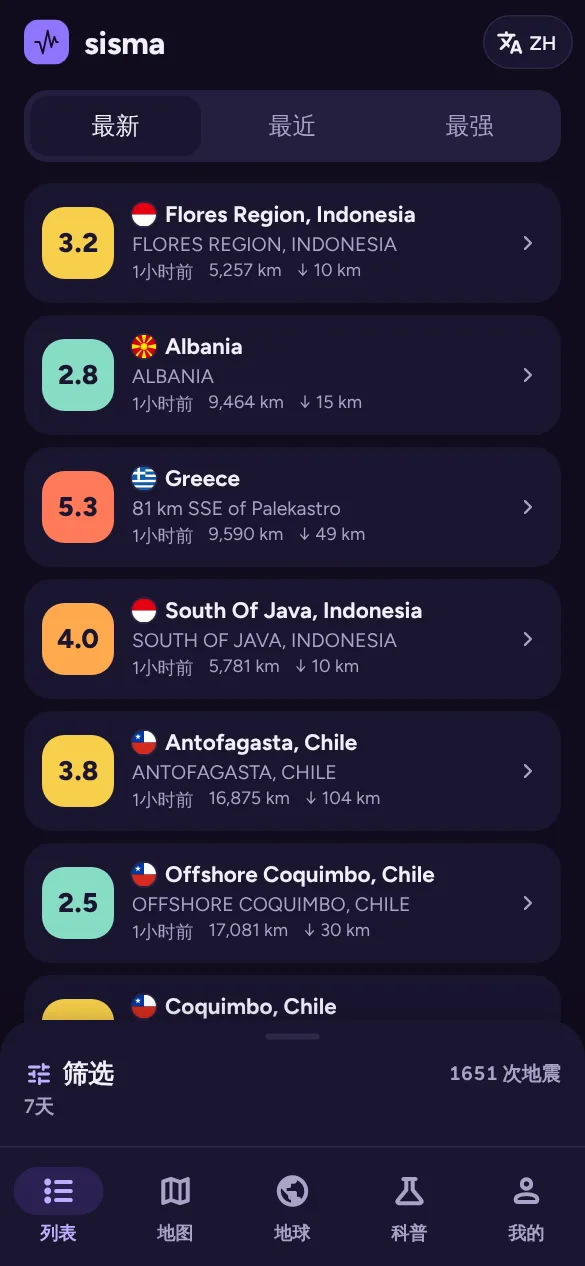 sisma
ZH
最新
最近
最强
3.2
Flores Region, Indonesia
FLORES REGION, INDONESIA
1小时前 5,257 km ↓ 10 km
2.8
Albania
ALBANIA
1小时前 9,464 km ↓ 15 km
5.3
Greece
81 km SSE of Palekastro
1小时前 9,590 km ↓ 49 km
4.0
South Of Java, Indonesia
SOUTH OF JAVA, INDONESIA
1小时前 5,781 km ↓ 10 km
3.8
Antofagasta, Chile
ANTOFAGASTA, CHILE
1小时前 16,875 km ↓ 104 km
2.5
Offshore Coquimbo, Chile
OFFSHORE COQUIMBO, CHILE
1小时前 17,081 km ↓ 30 km
Coquimbo, Chile
筛选
1651 次地震
7天
列表
地图
地球
科普
我的